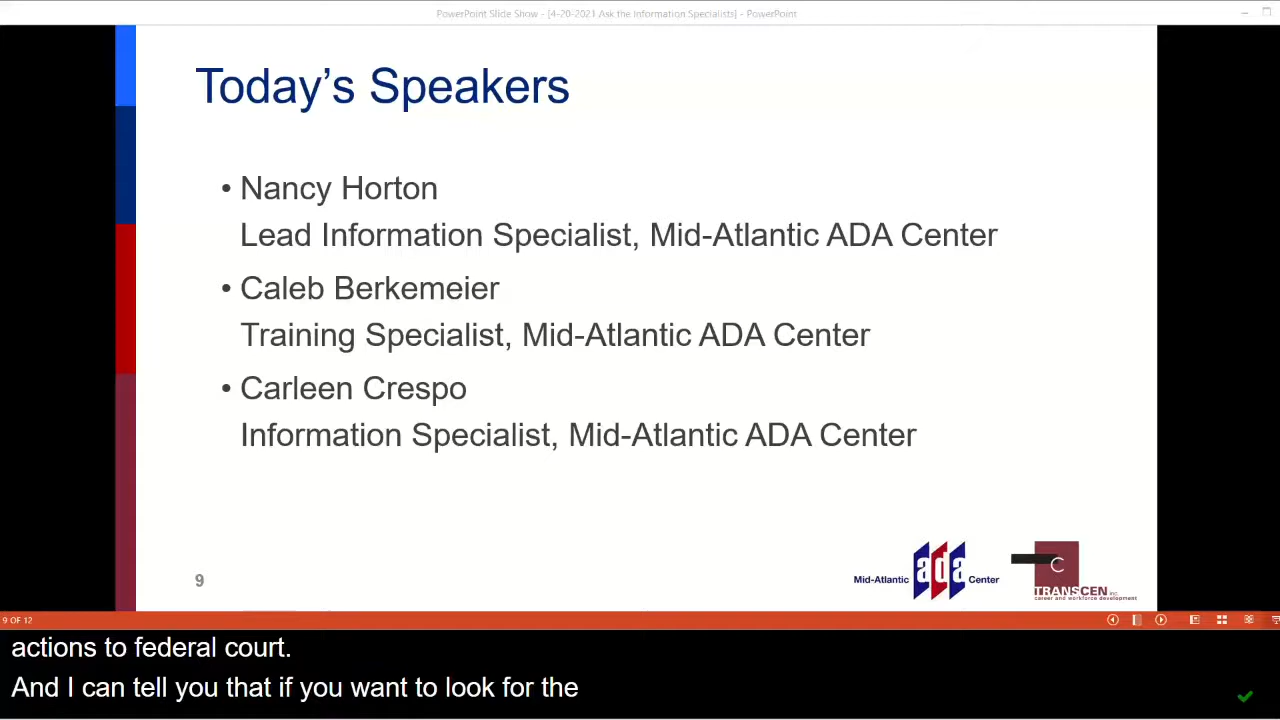 PowerPoint Slide Show - [4-20-2021 Ask the Information Specialists] - PowerPoint
Today's Speakers
• Nancy Horton
Lead Information Specialist, Mid-Atlantic ADA Center
• Caleb Berkemeier
Training Specialist, Mid-Atlantic ADA Center
• Carleen Crespo
Information Specialist, Mid-Atlantic ADA Center
Mid-Atlantic ada Center
TRANSCEN inc.
career and workforce development
9
9 OF 12
actions to federal court.
And I can tell you that if you want to look for the